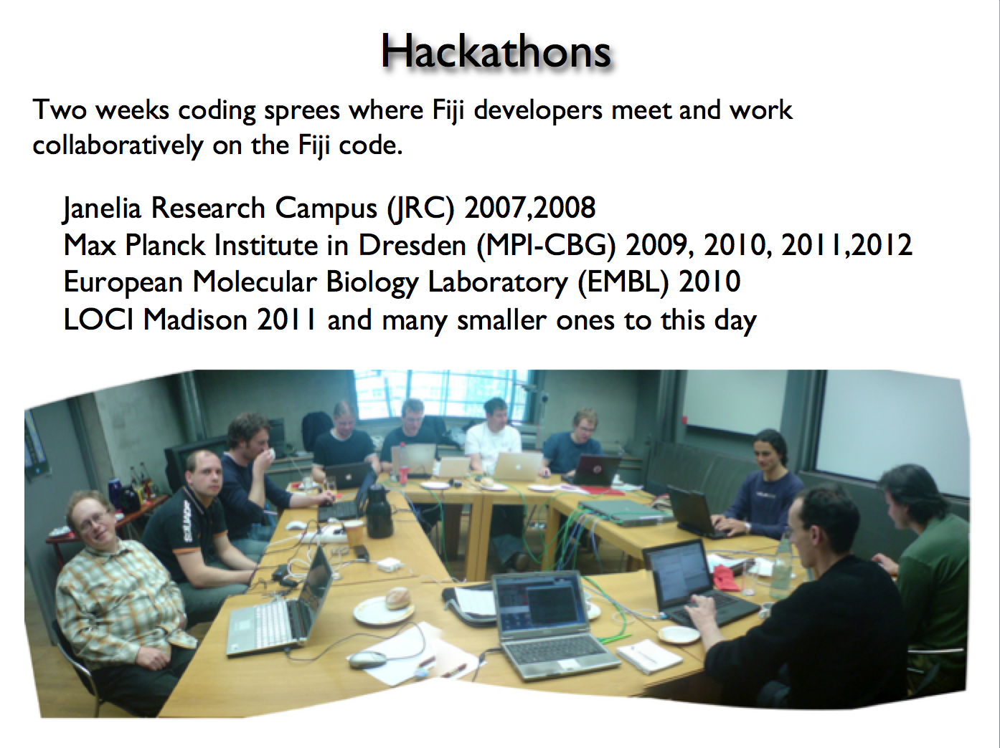 Hackathons
Two weeks coding sprees where Fiji developers meet and work
collaboratively on the Fiji code.
Janelia Research Campus (JRC) 2007,2008
Max Planck Institute in Dresden (MPI-CBG) 2009, 2010, 2011,2012
European Molecular Biology Laboratory (EMBL) 2010
LOCI Madison 2011 and many smaller ones to this day